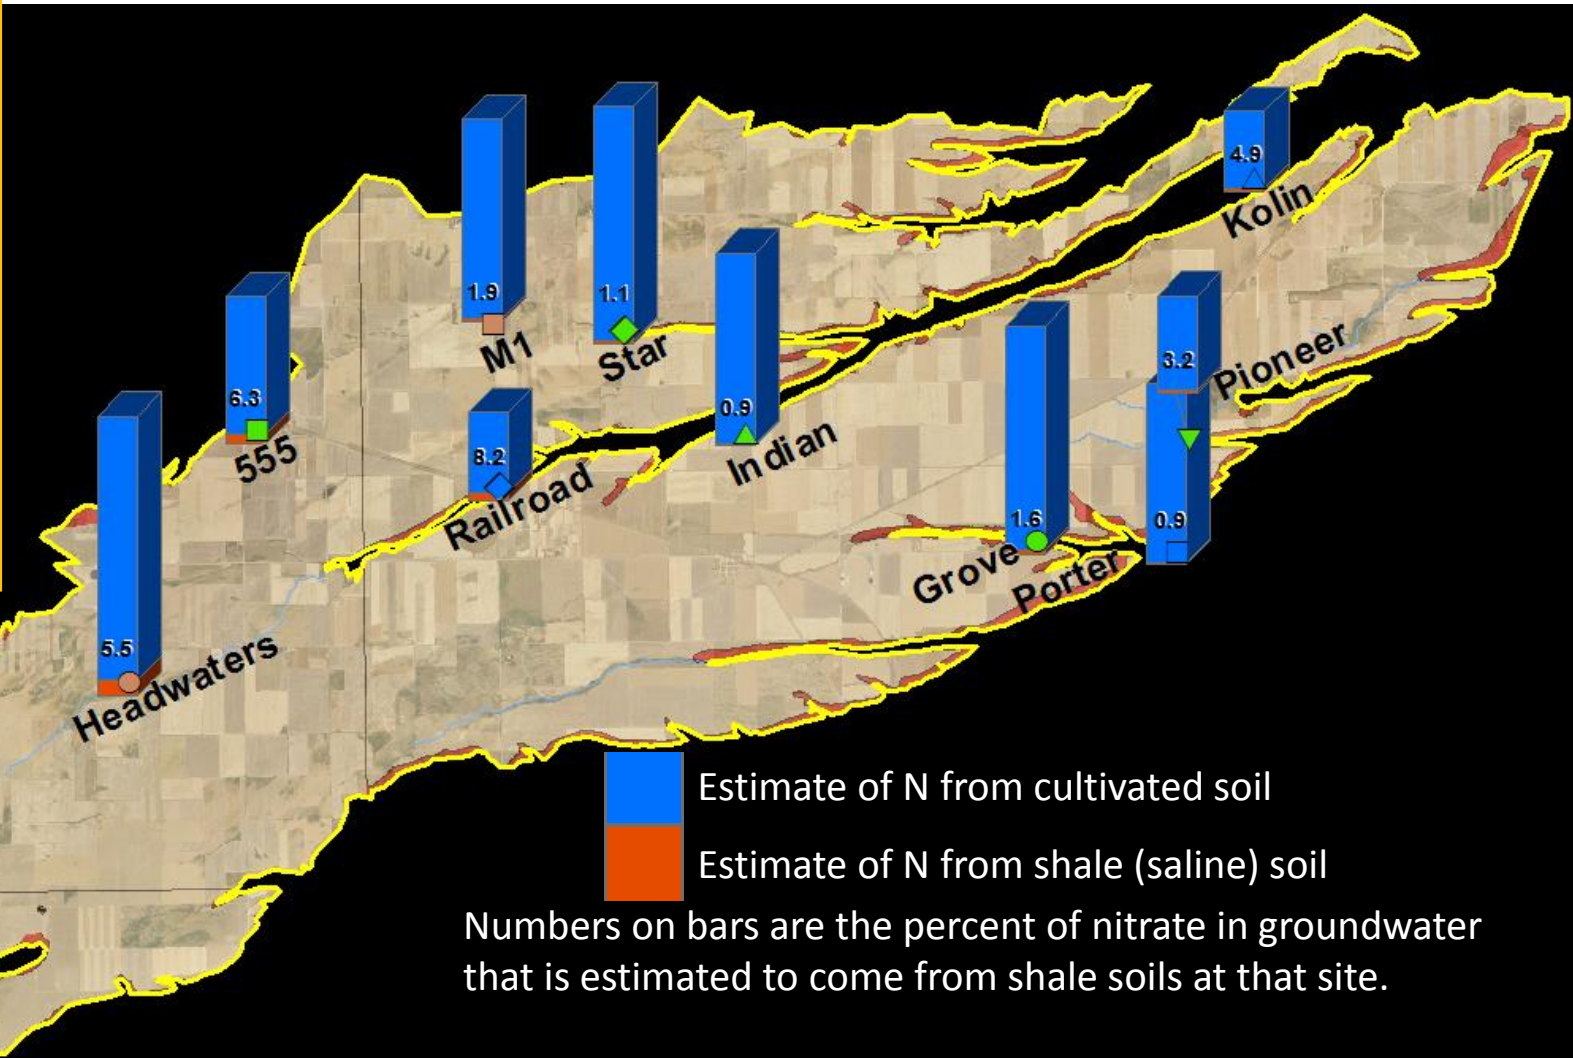 4.9
Kolin
1.9
M1
1.1
Star
3.2
Pioneer
6.3
555
8.2
Railroad
0.9
Indian
1.6
Grove
0.9
Porter
5.5
Headwaters
Estimate of N from cultivated soil
Estimate of N from shale (saline) soil
Numbers on bars are the percent of nitrate in groundwater
that is estimated to come from shale soils at that site.